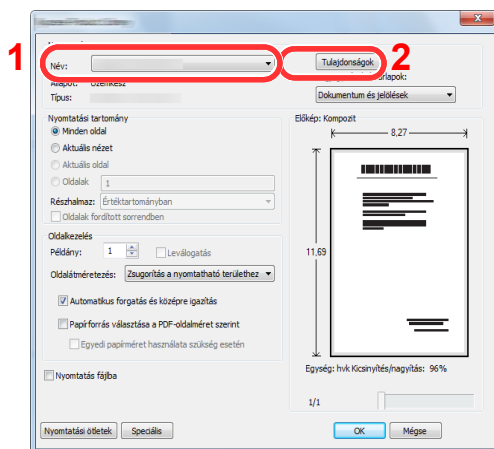 1
2
Név:
Tulajdonságok
Állapot: Üzemkész
Típus:
Dokumentum és jelölések
Nyomtatási tartomány
Minden oldal
Aktuális nézet
Aktuális oldal
Oldalak 1
Részhalmaz: Értéktartományban
Oldalak fordított sorrendben
Oldalkezelés
Példány: 1 Leválogatás
Oldalátméretezés: Zsugorítás a nyomtatható területhez
Automatikus forgatás és középre igazítás
Papírforrás választása a PDF-oldalméret szerint
Egyedi papírméret használata szükség esetén
Nyomtatás fájlba
Előkép: Kompozit
8,27
11,69
Egység: hvk Kicsinyítés/nagyítás: 96%
1/1
Nyomtatási ötletek
Speciális
OK
Mégse